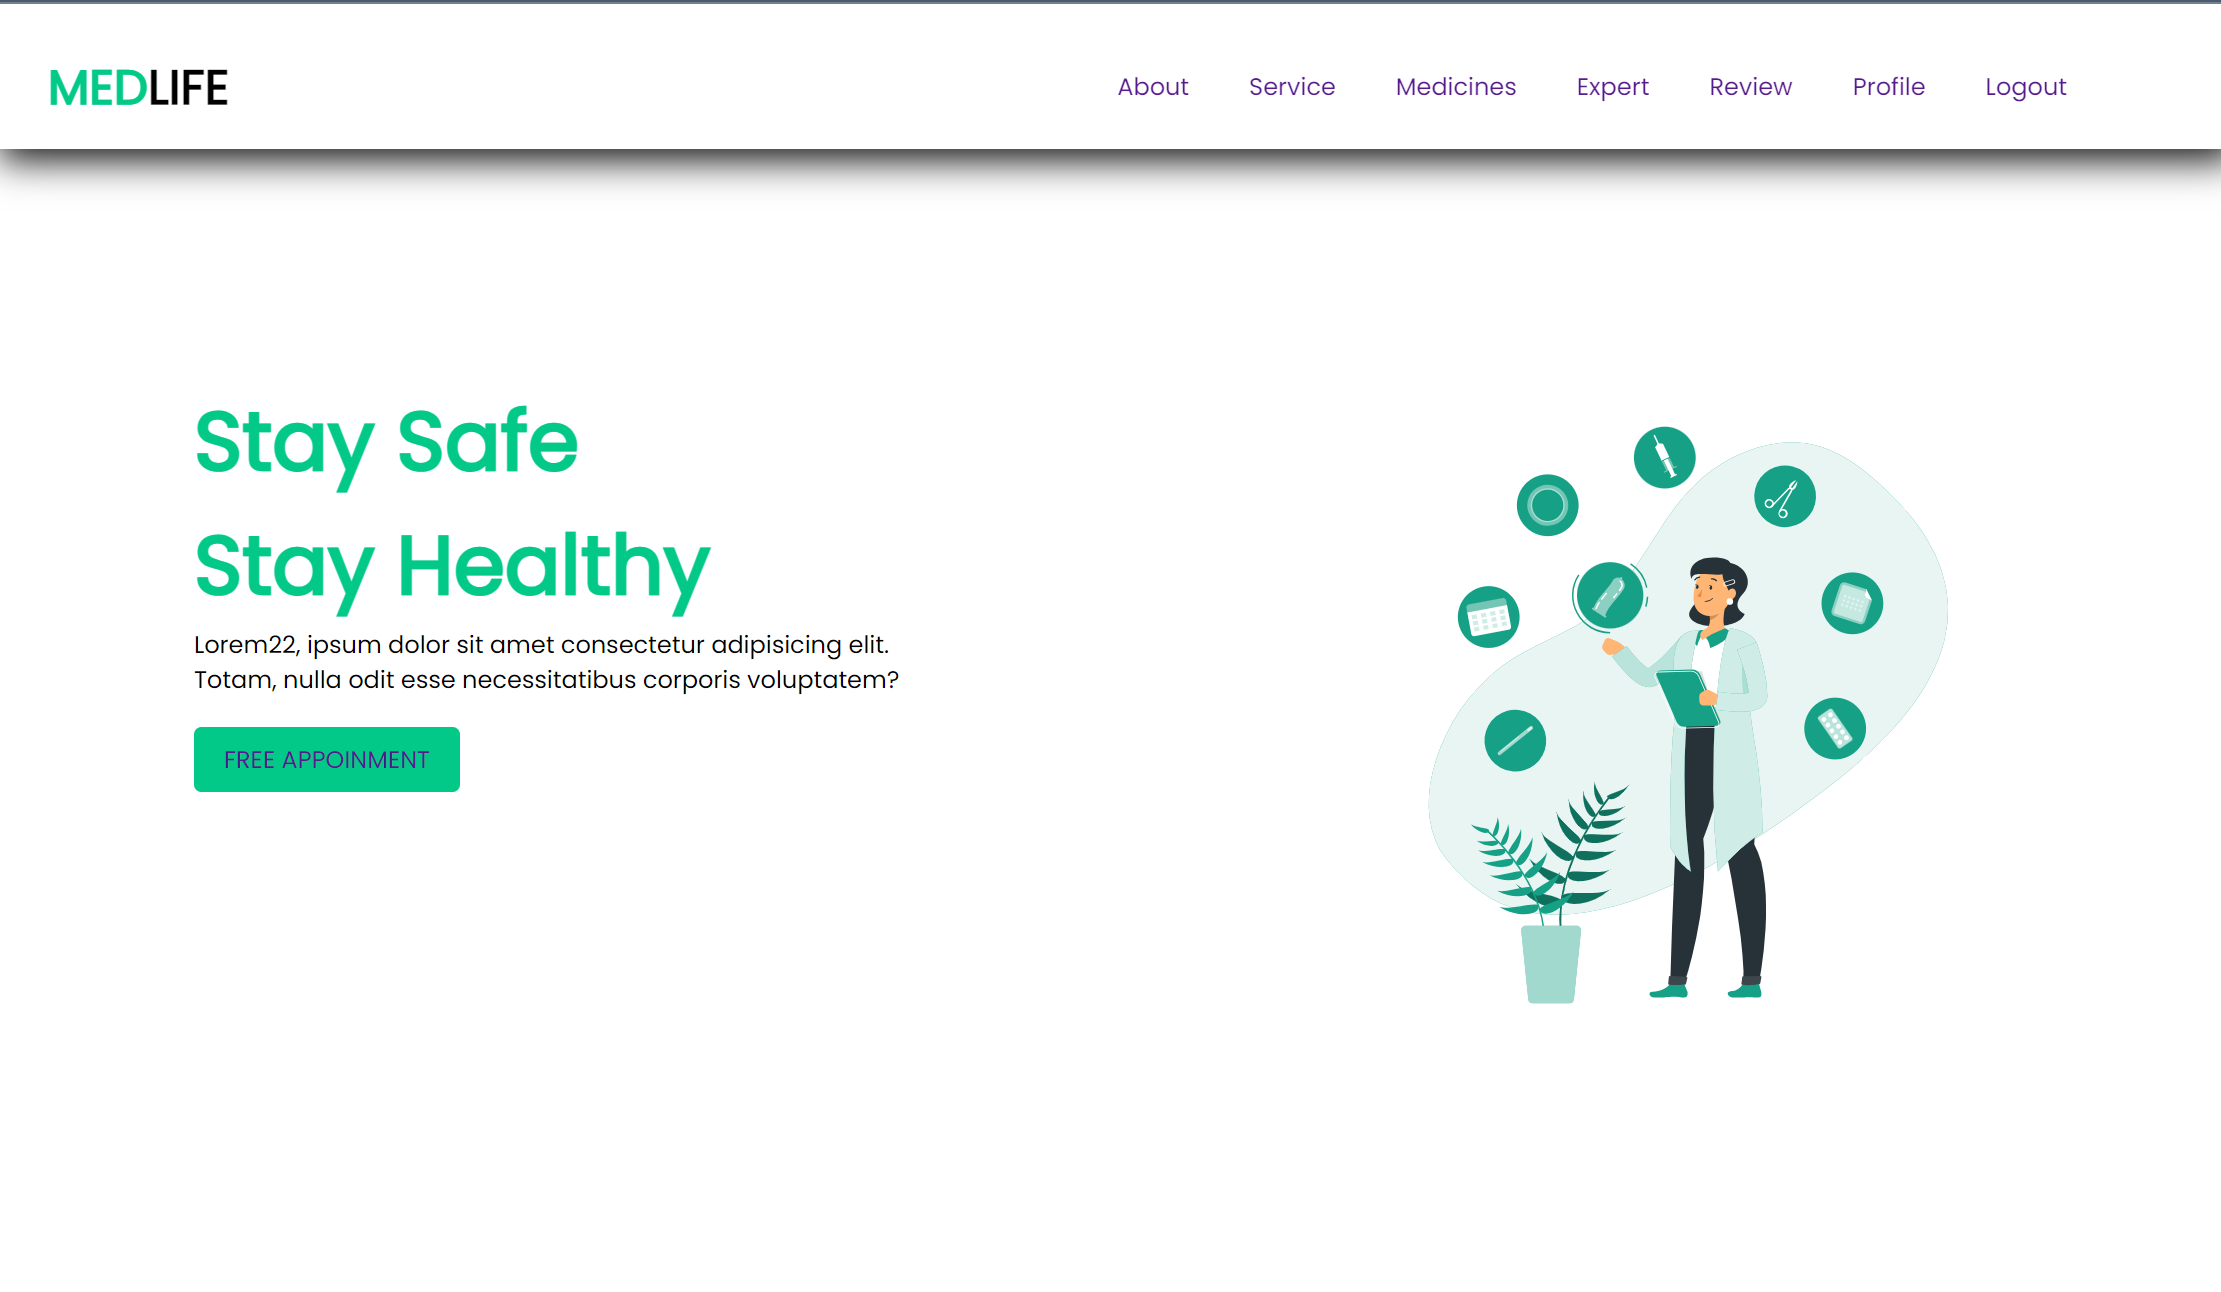 MEDLIFE
About Service Medicines Expert Review Profile Logout
Stay Safe
Stay Healthy
Lorem22, ipsum dolor sit amet consectetur adipisicing elit.
Totam, nulla odit esse necessitatibus corporis voluptatem?
FREE APPOINMENT